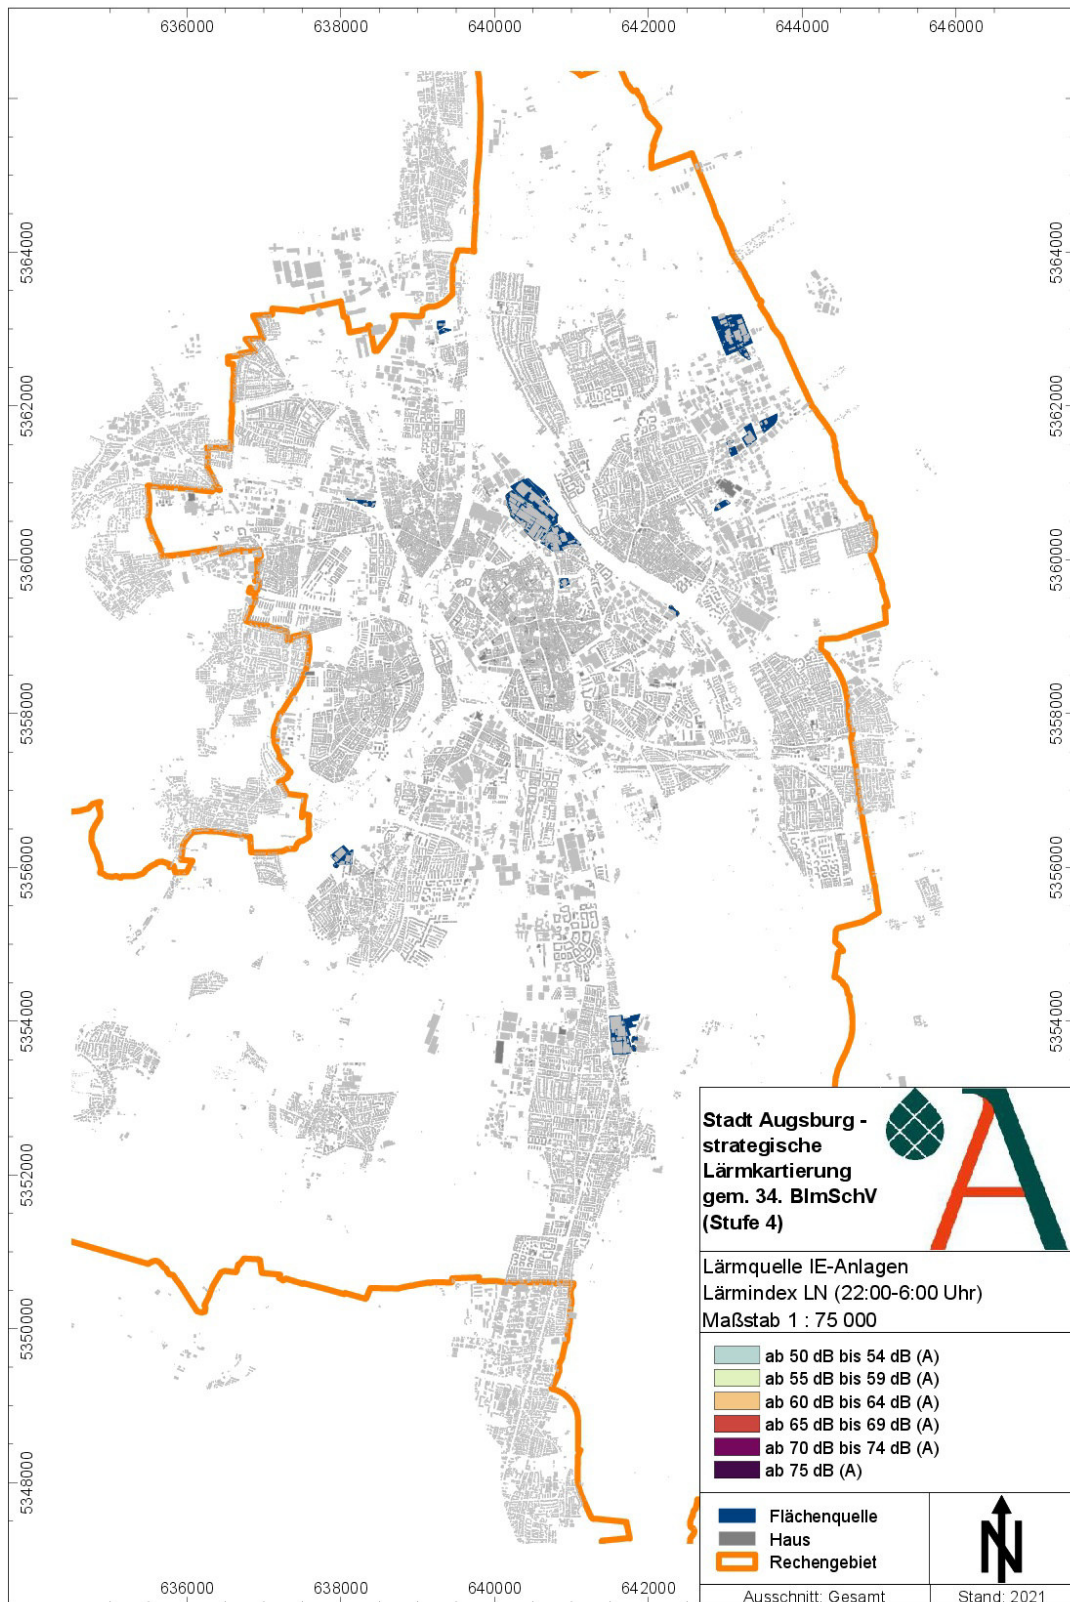 636000 638000 640000 642000 644000 646000
5364000 5364000
5362000 5362000
5360000 5360000
5358000 5358000
5356000 5356000
5354000 5354000
5352000
5350000
5348000
Stadt Augsburg -
strategische
Lärmkartierung
gem. 34. BImSchV
(Stufe 4)
A
Lärmquelle IE-Anlagen
Lärmindex LN (22:00-6:00 Uhr)
Maßstab 1 : 75 000
ab 50 dB bis 54 dB (A)
ab 55 dB bis 59 dB (A)
ab 60 dB bis 64 dB (A)
ab 65 dB bis 69 dB (A)
ab 70 dB bis 74 dB (A)
ab 75 dB (A)
Flächenquelle
Haus
Rechengebiet
N
636000 638000 640000 642000
Ausschnitt: Gesamt Stand: 2021